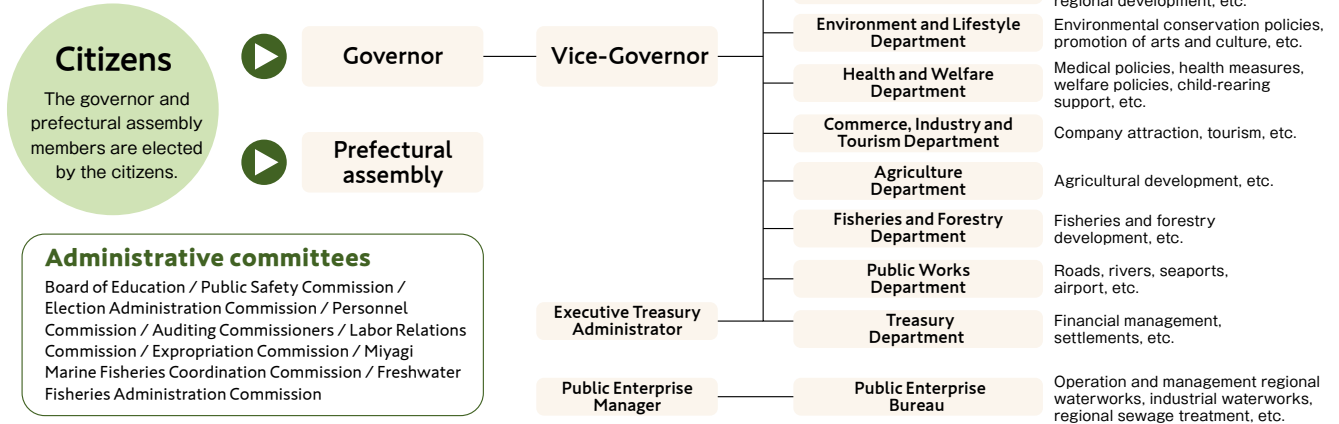 regional development, etc.
Citizens
The governor and
prefectural assembly
members are elected
by the citizens.
Governor
Vice-Governor
Prefectural
assembly
Environment and Lifestyle
Department
Environmental conservation policies,
promotion of arts and culture, etc.
Health and Welfare
Department
Medical policies, health measures,
welfare policies, child-rearing
support, etc.
Commerce, Industry and
Tourism Department
Company attraction, tourism, etc.
Agriculture
Department
Agricultural development, etc.
Fisheries and Forestry
Department
Fisheries and forestry
development, etc.
Public Works
Department
Roads, rivers, seaports,
airport, etc.
Executive Treasury
Administrator
Treasury
Department
Financial management,
settlements, etc.
Public Enterprise
Manager
Public Enterprise
Bureau
Operation and management regional
waterworks, industrial waterworks,
regional sewage treatment, etc.
Administrative committees
Board of Education / Public Safety Commission /
Election Administration Commission / Personnel
Commission / Auditing Commissioners / Labor Relations
Commission / Expropriation Commission / Miyagi
Marine Fisheries Coordination Commission / Freshwater
Fisheries Administration Commission